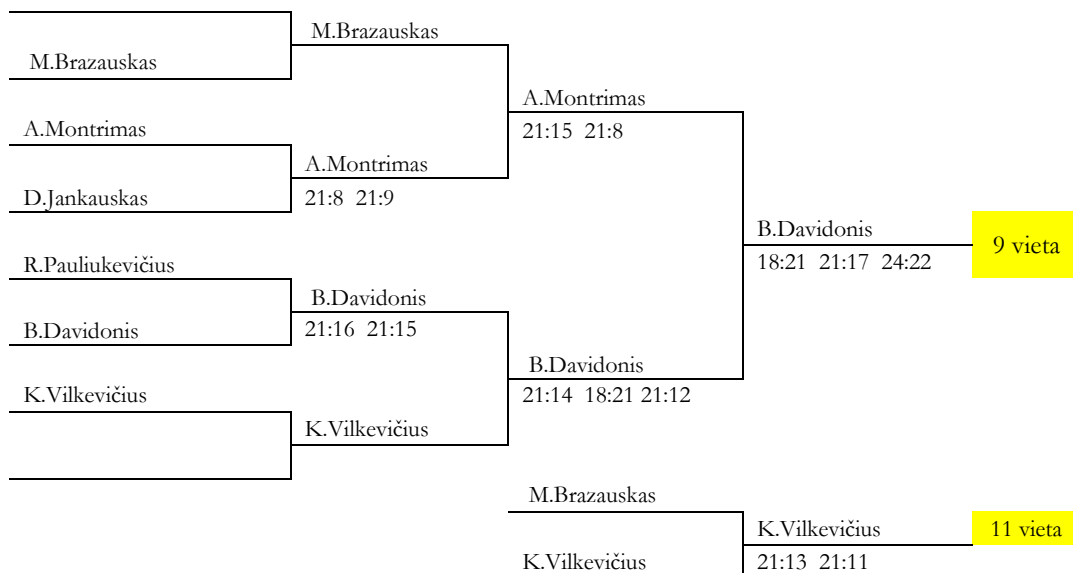 M.Brazauskas
M.Brazauskas
A.Montrimas
21:15 21:8
A.Montrimas
A.Montrimas
21:8 21:9
D.Jankauskas
B.Davidonis
18:21 21:17 24:22
9 vieta
R.Pauliukevičius
B.Davidonis
21:16 21:15
B.Davidonis
B.Davidonis
21:14 18:21 21:12
K.Vilkevičius
K.Vilkevičius
M.Brazauskas
K.Vilkevičius
21:13 21:11
11 vieta
K.Vilkevičius